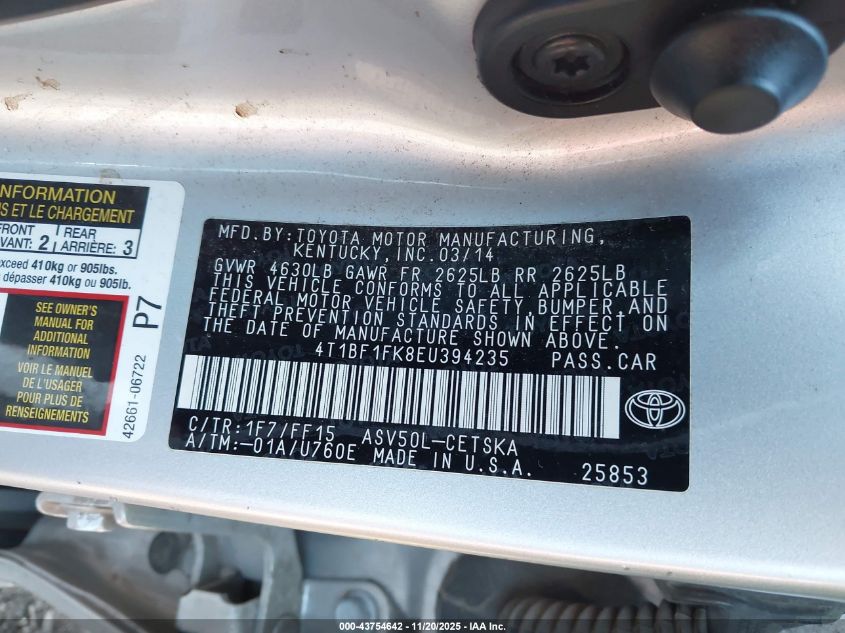 INFORMATION
S ET LE CHARGEMENT
FRONT
VANT: 2
REAR
ARRIÈRE: 3
exceed 410kg or 905lbs.
dépasser 410kg ou 905lbs.
SEE OWNER'S
MANUAL FOR
ADDITIONAL
INFORMATION
VOIR LE MANUEL
DE L'USAGER
POUR PLUS DE
RENSEIGNEMENTS
P7
42661-06722
MFD.BY:TOYOTA MOTOR MANUFACTURING,
KENTUCKY,INC.03/14
GVWR 4630LB GAWR FR 2625LB RR 2625LB
THIS VEHICLE CONFORMS TO ALL APPLICABLE
FEDERAL MOTOR VEHICLE SAFETY,BUMPER,AND
THEFT PREVENTION STANDARDS IN EFFECT ON
THE DATE OF MANUFACTURE SHOWN ABOVE.
4T1BF1FK8EU394235 PASS.CAR
C/TR:1F7/FF15 ASV50L-CETSKA
A/TM:-01A/U760E MADE IN U.S.A. 25853
000-43754642 - 11/20/2025 - IAA Inc.